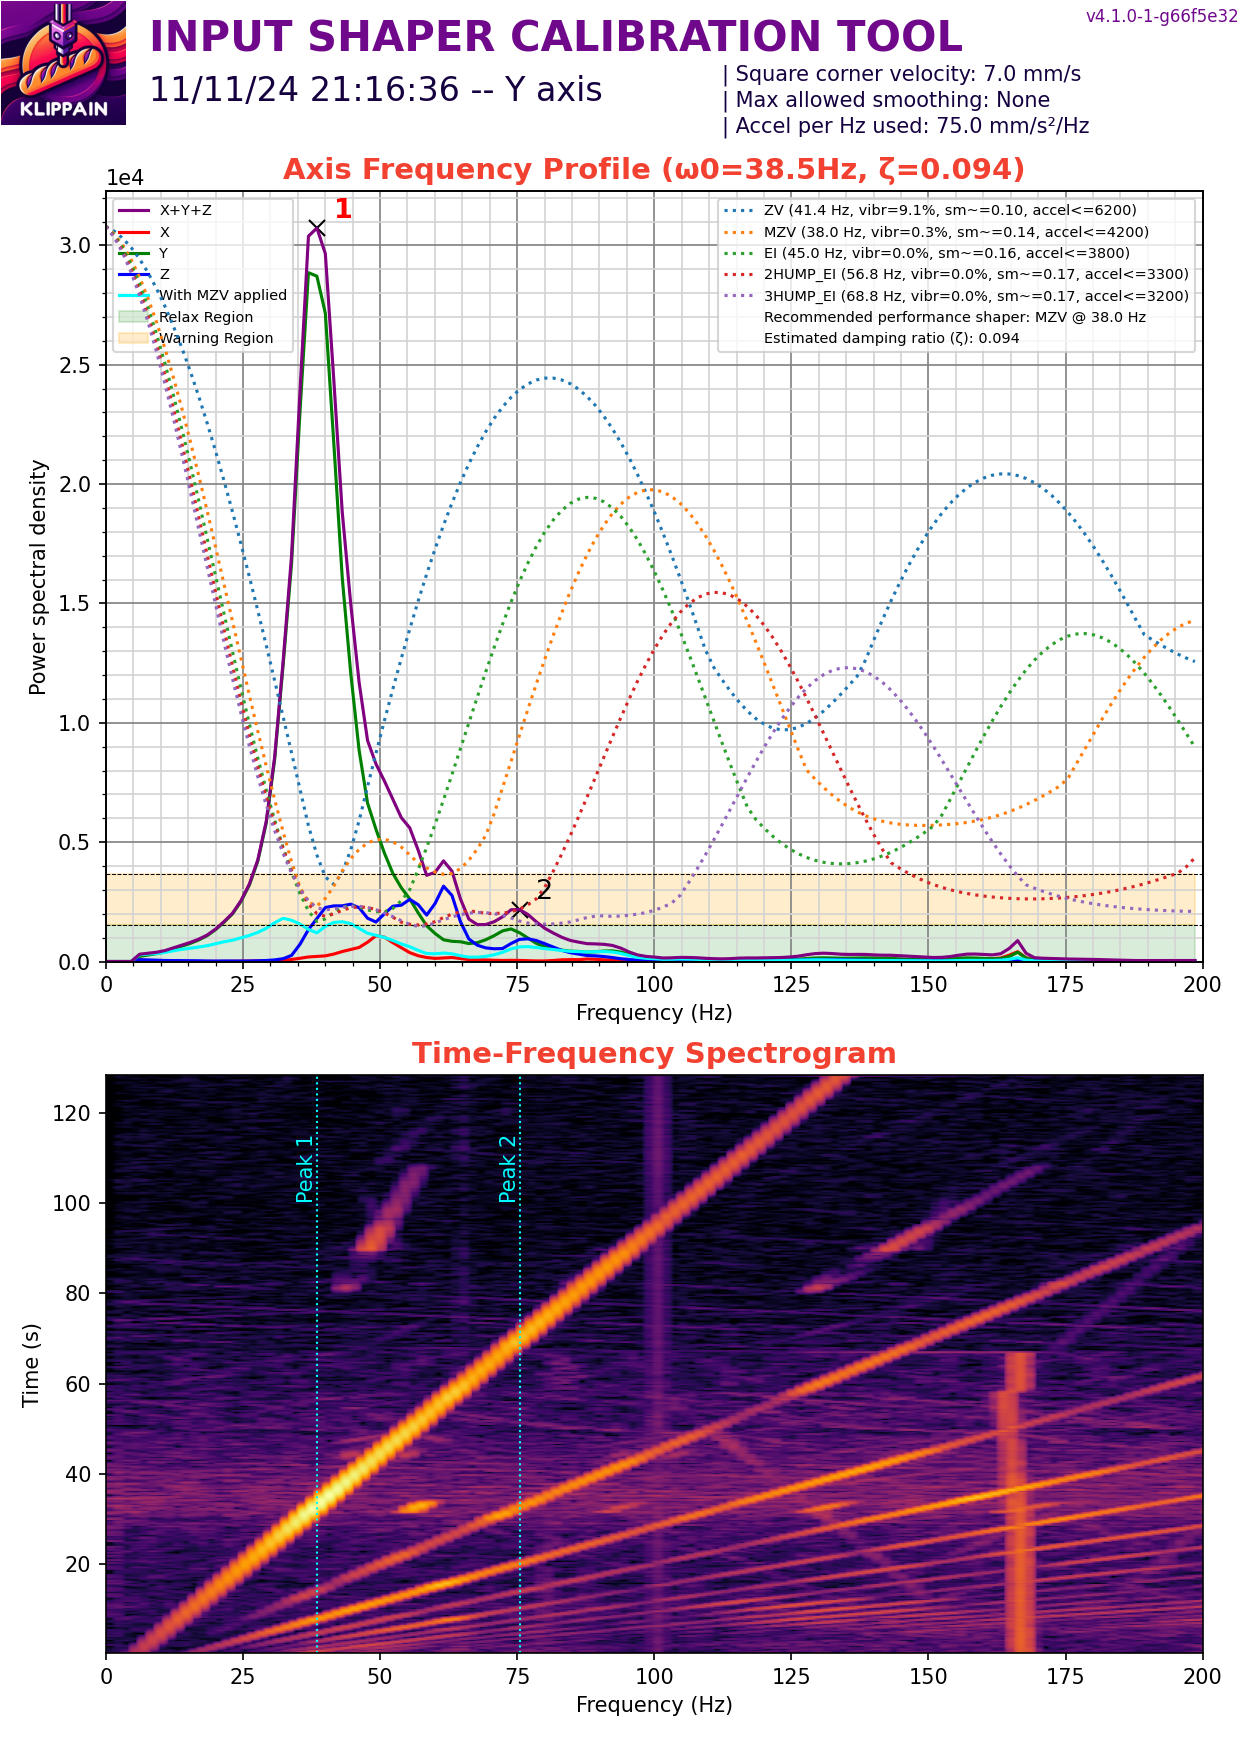 v4.1.0-1-g66f5e32
KLIPPAIN
INPUT SHAPER CALIBRATION TOOL
11/11/24 21:16:36 -- Y axis
| Square corner velocity: 7.0 mm/s
| Max allowed smoothing: None
| Accel per Hz used: 75.0 mm/s²/Hz
Axis Frequency Profile (ω0=38.5Hz, ζ=0.094)
1e4
X+Y+Z
X
Y
Z
With MZV applied
Relax Region
Warning Region
1
2
ZV (41.4 Hz, vibr=9.1%, sm~=0.10, accel<=6200)
MZV (38.0 Hz, vibr=0.3%, sm~=0.14, accel<=4200)
EI (45.0 Hz, vibr=0.0%, sm~=0.16, accel<=3800)
2HUMP_EI (56.8 Hz, vibr=0.0%, sm~=0.17, accel<=3300)
3HUMP_EI (68.8 Hz, vibr=0.0%, sm~=0.17, accel<=3200)
Recommended performance shaper: MZV @ 38.0 Hz
Estimated damping ratio (ζ): 0.094
Power spectral density
3.0
2.5
2.0
1.5
1.0
0.5
0.0
0 25 50 75 100 125 150 175 200
Frequency (Hz)
Time-Frequency Spectrogram
Time (s)
120
100
80
60
40
20
Peak 1
Peak 2
0 25 50 75 100 125 150 175 200
Frequency (Hz)